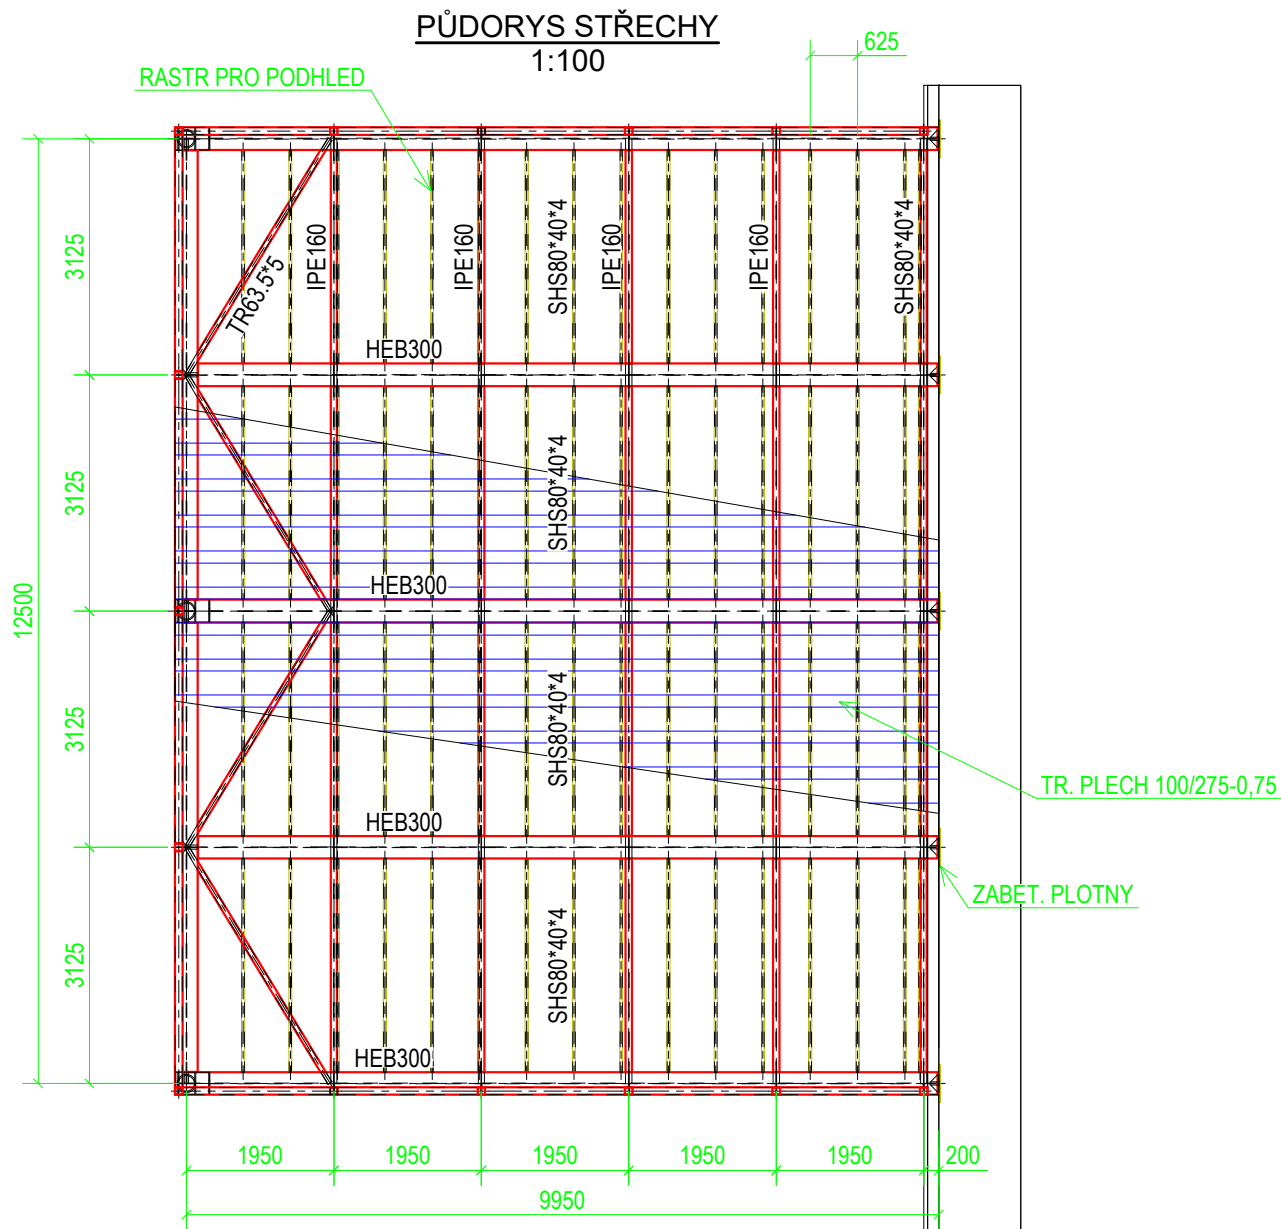 PŮDORYS STŘECHY
1:100
625
RASTR PRO PODHLED
3125
TR63.5*5
IPE160
IPE160
SHS80*40*4
IPE160
IPE160
SHS80*40*4
HEB300
3125
SHS80*40*4
12500
HEB300
3125
SHS80*40*4
TR. PLECH 100/275-0,75
HEB300
ZABET. PLOTNY
3125
SHS80*40*4
HEB300
1950
1950
1950
1950
1950
200
9950